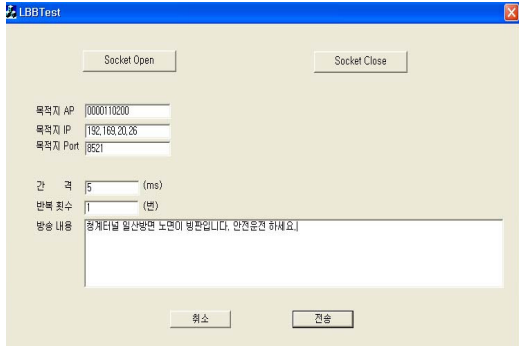 LBBTest
Socket Open Socket Close
목적지 AP 0000110200
목적지 IP 192,169,20,26
목적지 Port 8521
간 격 5 (ms)
반복 횟수 1 (번)
방송 내용 청계터널 일산방면 노면이 빙판입니다. 안전운전 하세요.
취소 전송